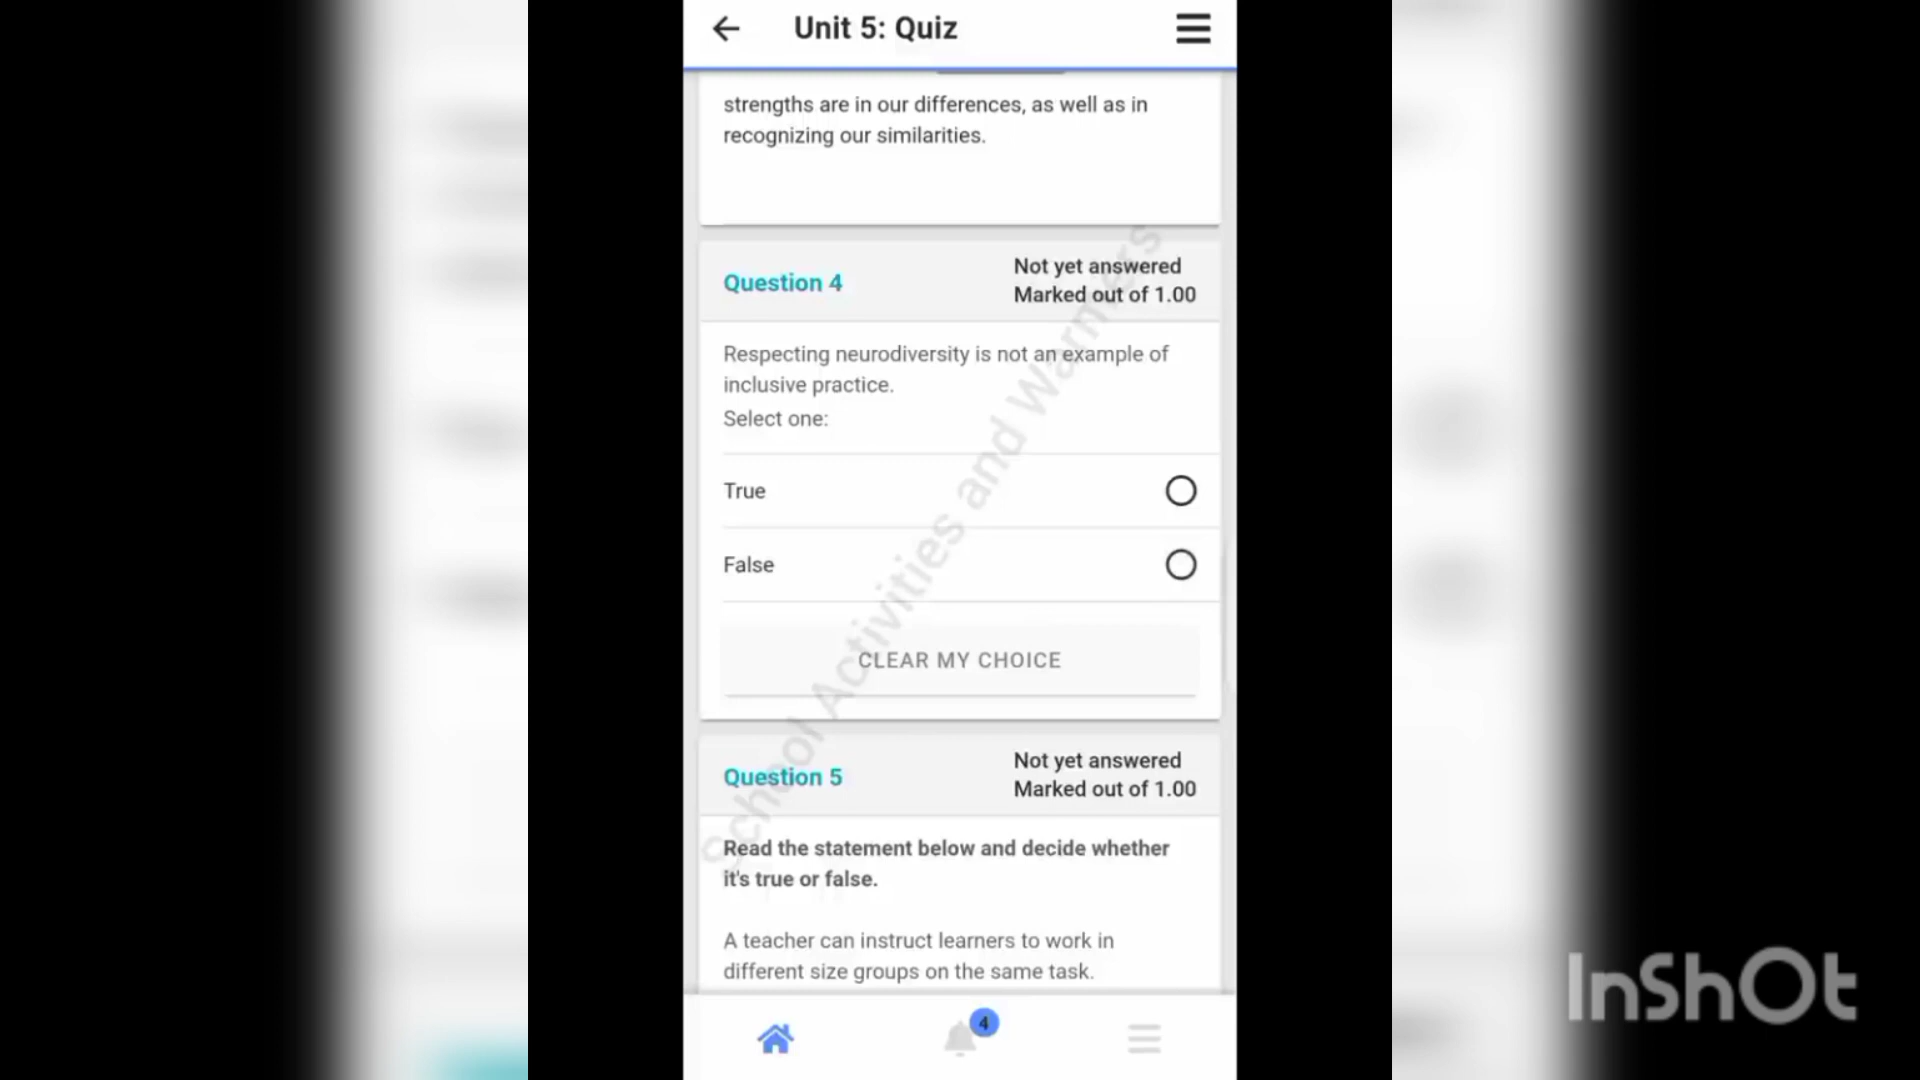 Unit 5: Quiz
strengths are in our differences, as well as in
recognizing our similarities.
Question 4
Not yet answered
Marked out of 1.00
Respecting neurodiversity is not an example of
inclusive practice.
Select one:
True
False
CLEAR MY CHOICE
Question 5
Not yet answered
Marked out of 1.00
Read the statement below and decide whether
it's true or false.
A teacher can instruct learners to work in
different size groups on the same task.
4
School Activities and Warmers
InShOt